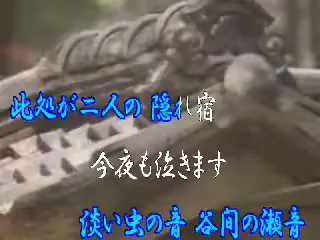 此処が二人の 隠れ宿
今夜も泣きます
淡い虫の音 谷間の瀬音